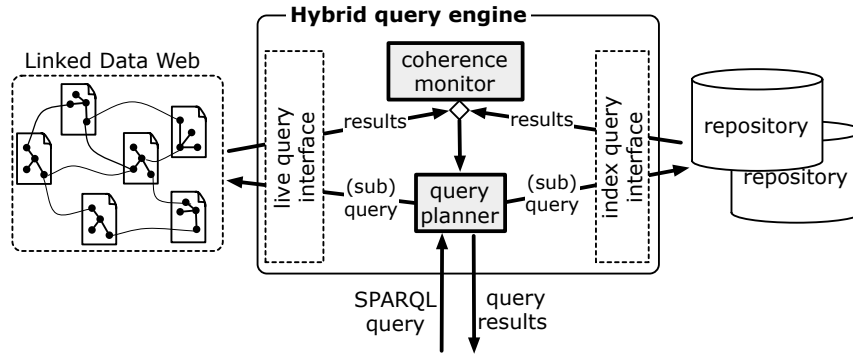 Hybrid query engine
Linked Data Web
coherence
monitor
live query
interface
results
results
index query
interface
repository
repository
(sub)
query
query
planner
(sub)
query
SPARQL
query
query
results